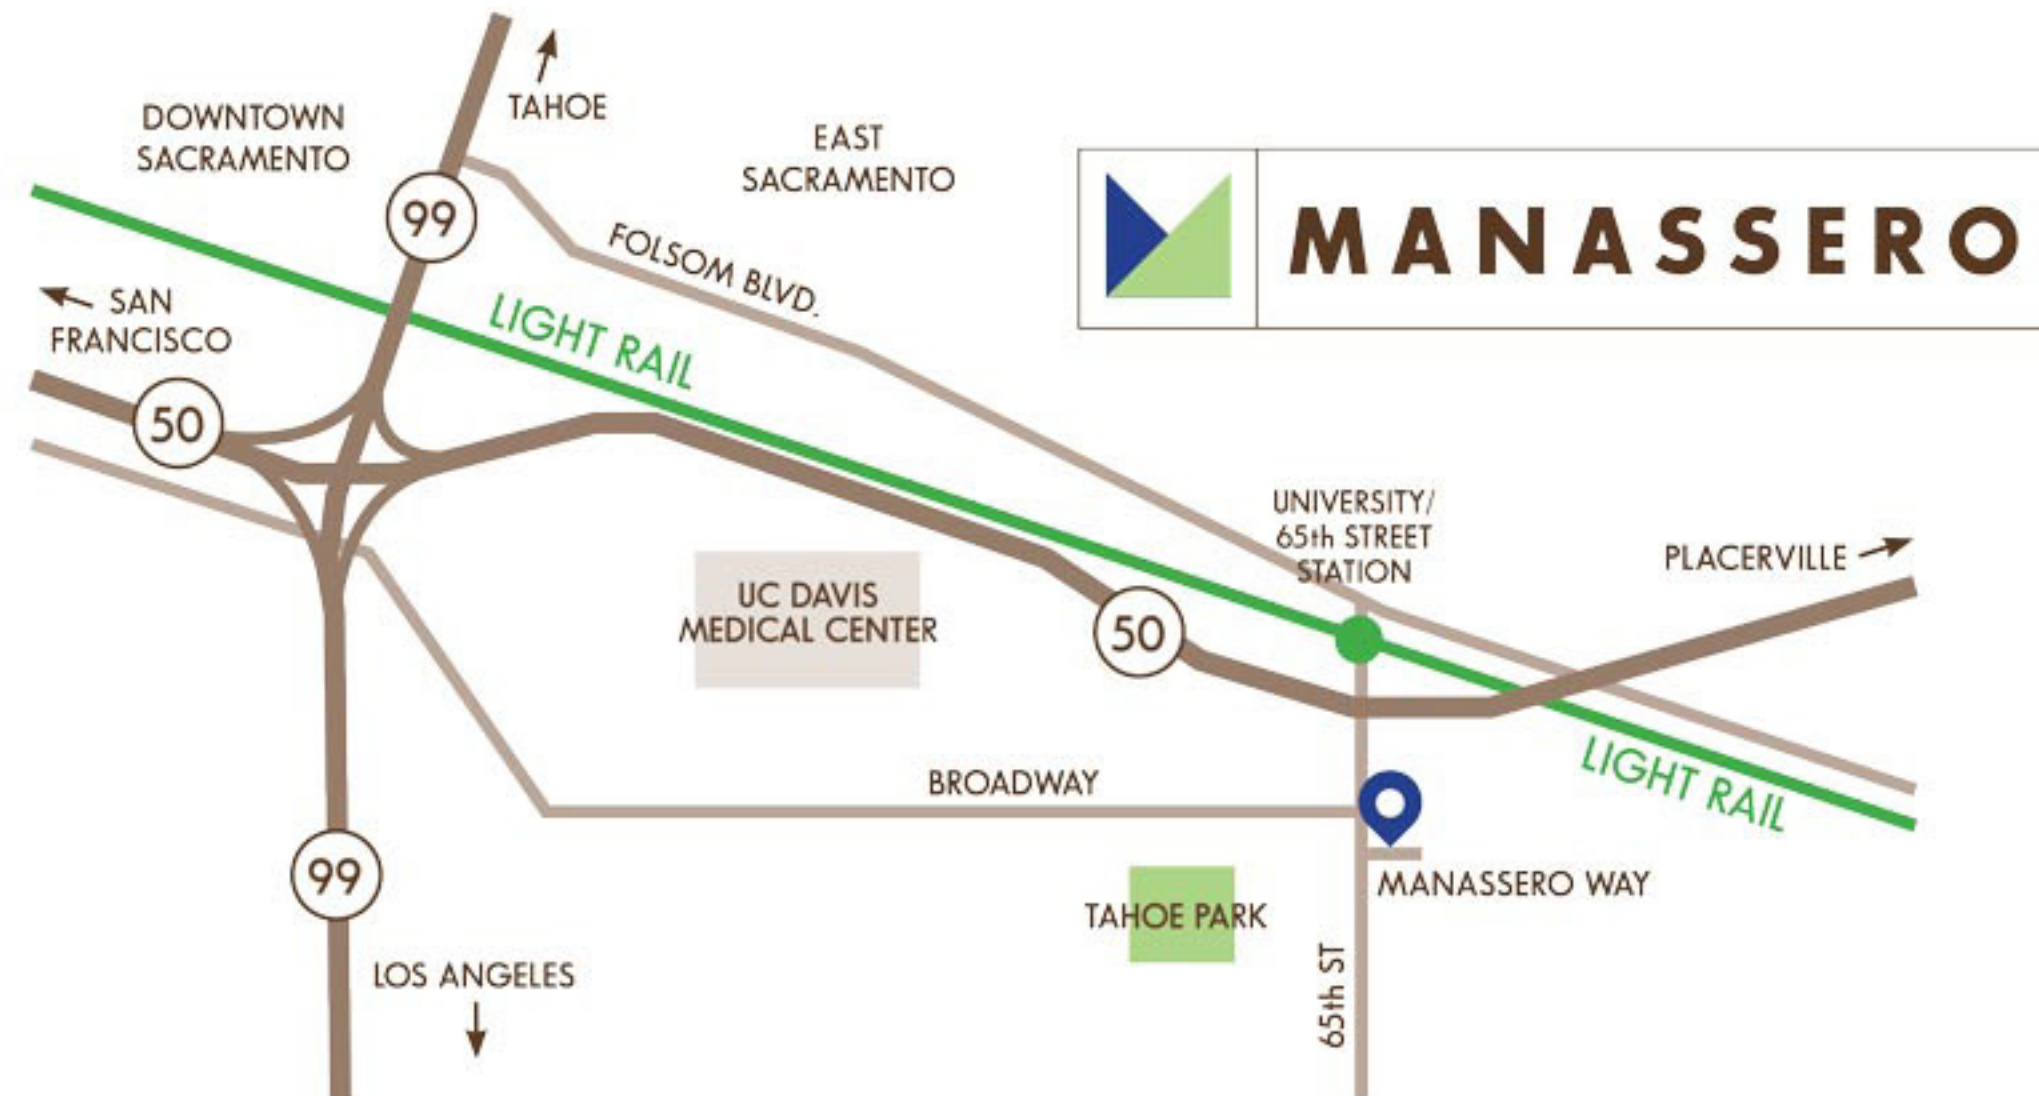 TAHOE
DOWNTOWN
SACRAMENTO
EAST
SACRAMENTO
MANASSERO
99
FOLSOM BLVD.
SAN
FRANCISCO
LIGHT RAIL
50
UNIVERSITY/
65th STREET
STATION
PLACERVILLE
UC DAVIS
MEDICAL CENTER
50
LIGHT RAIL
BROADWAY
99
MANASSERO WAY
TAHOE PARK
65th ST
LOS ANGELES